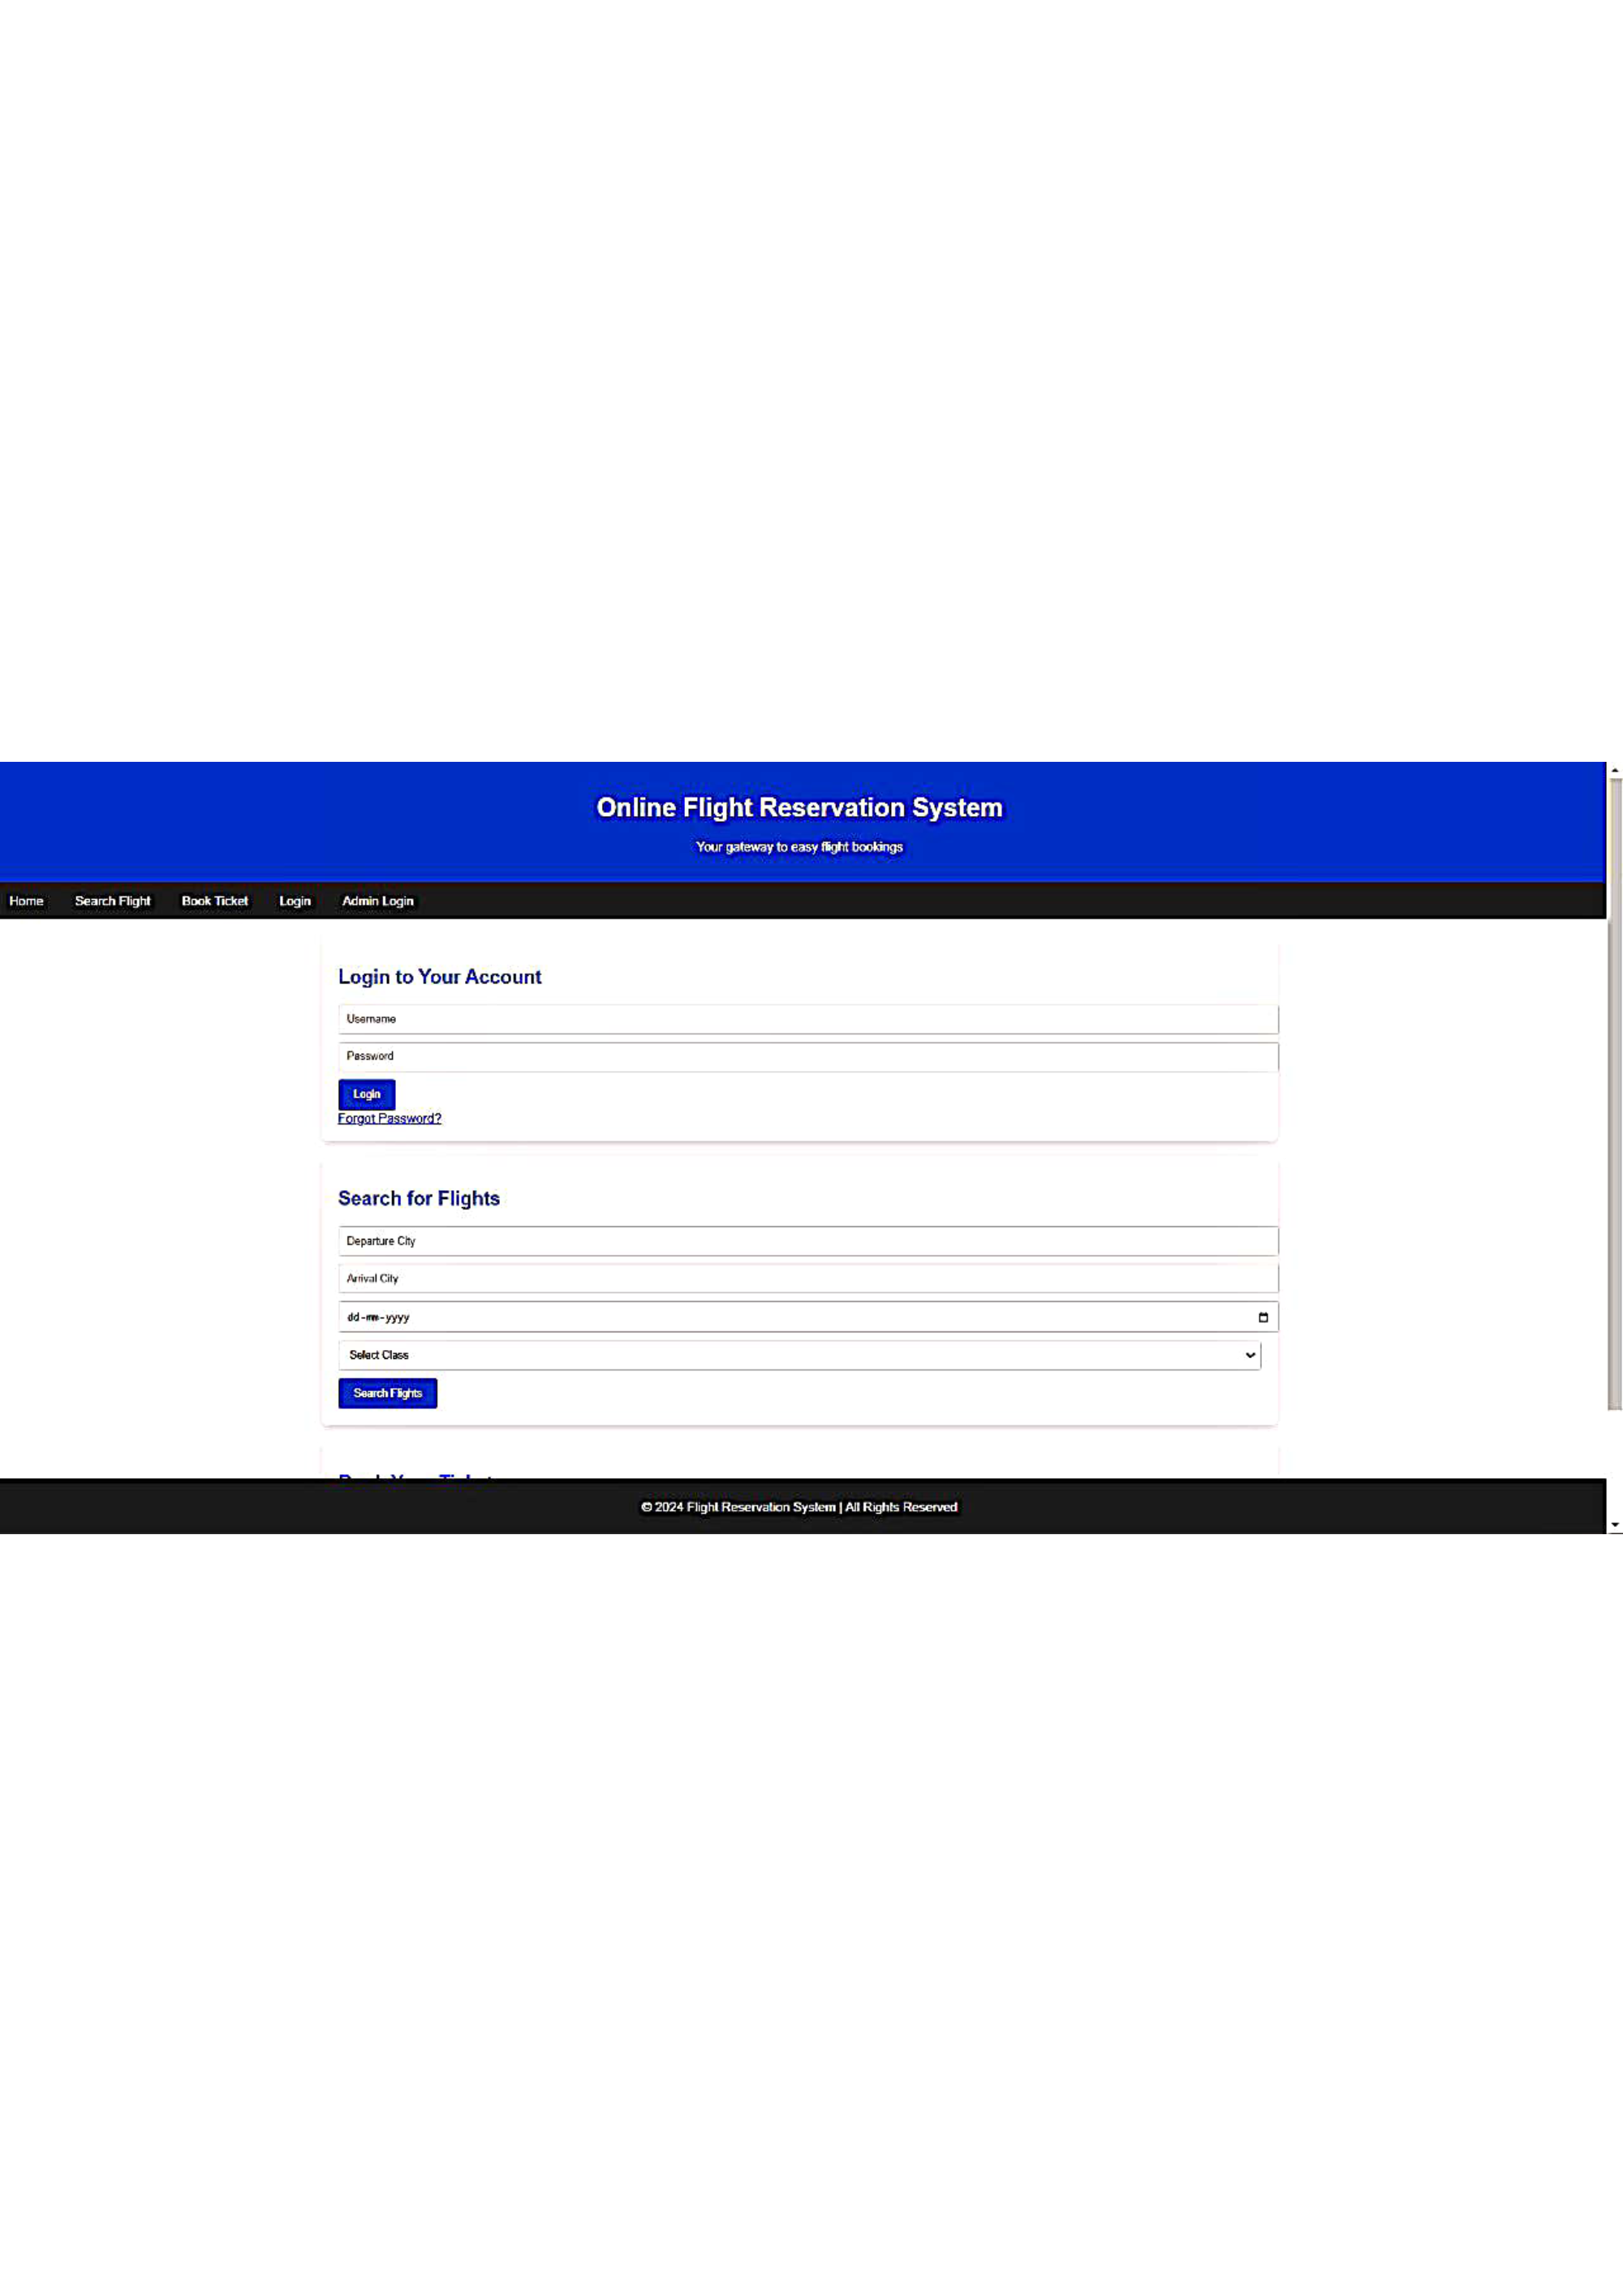 Online Flight Reservation System
Your gateway to easy flight bookings
Home Search Flight Book Ticket Login Admin Login
Login to Your Account
Username
Password
Login
Forgot Password?
Search for Flights
Departure City
Arrival City
dd-mm-yyyy
Select Class
Search Flights
© 2024 Flight Reservation System | All Rights Reserved